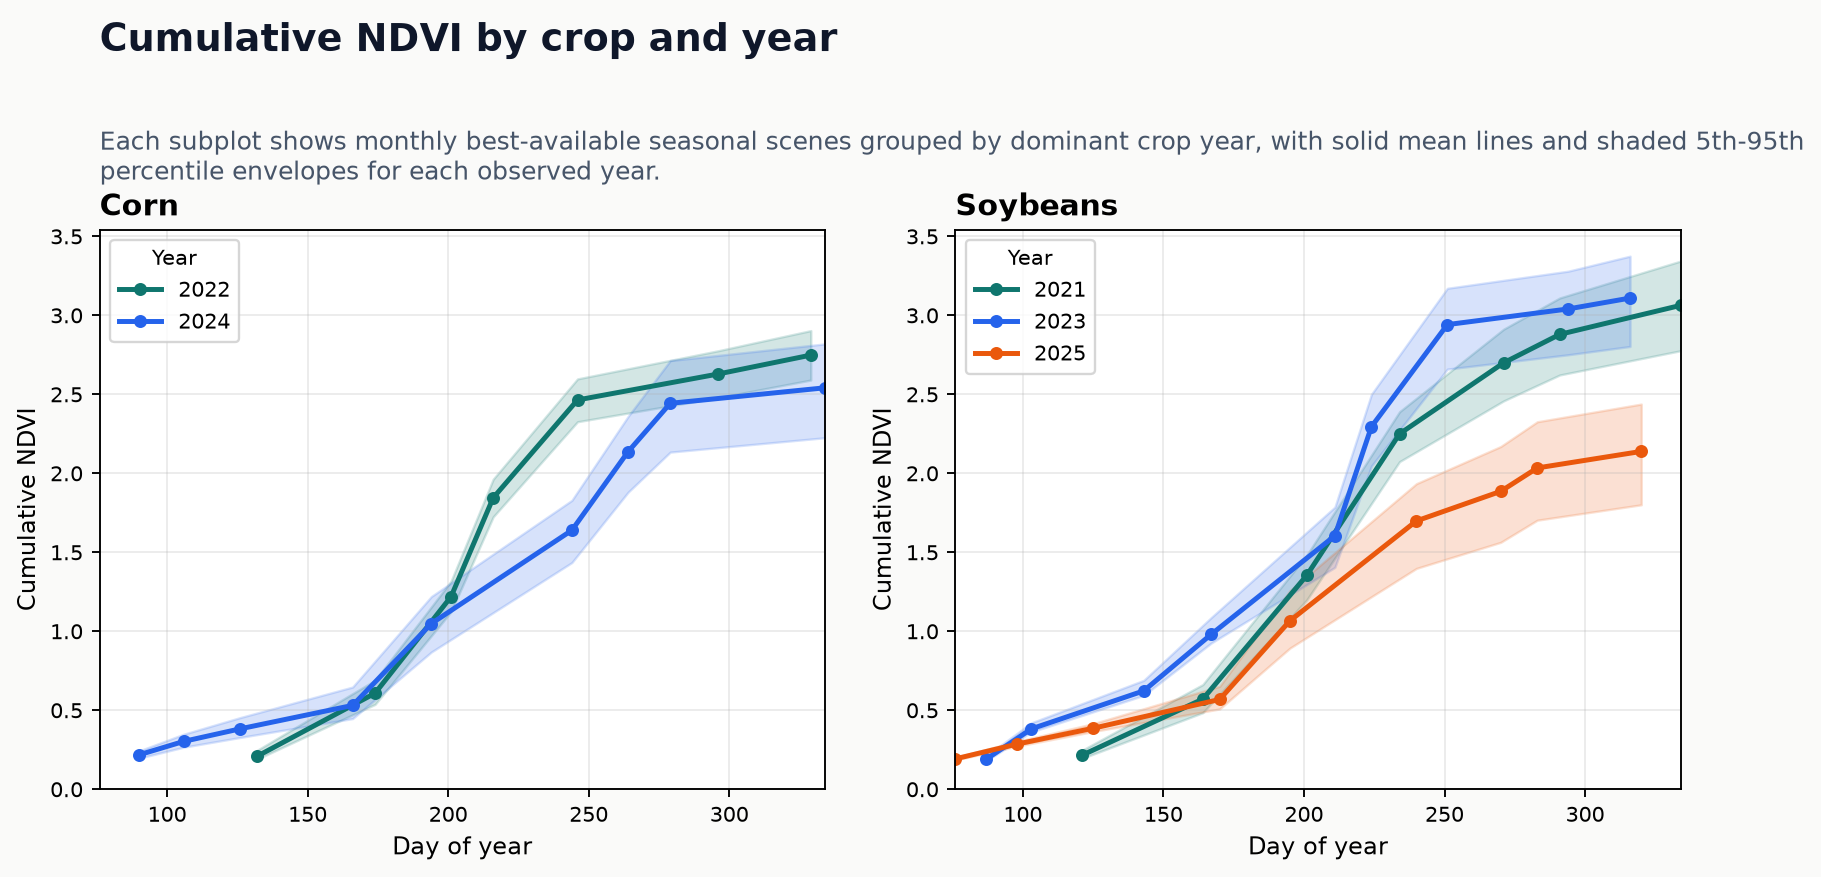 Cumulative NDVI by crop and year
Each subplot shows monthly best-available seasonal scenes grouped by dominant crop year, with solid mean lines and shaded 5th-95th
percentile envelopes for each observed year.
Corn
3.5
3.0
2.5
2.0
1.5
1.0
0.5
0.0
Cumulative NDVI
Year
2022
2024
100
150
200
250
300
Day of year
Soybeans
3.5
3.0
2.5
2.0
1.5
1.0
0.5
0.0
Cumulative NDVI
Year
2021
2023
2025
100
150
200
250
300
Day of year